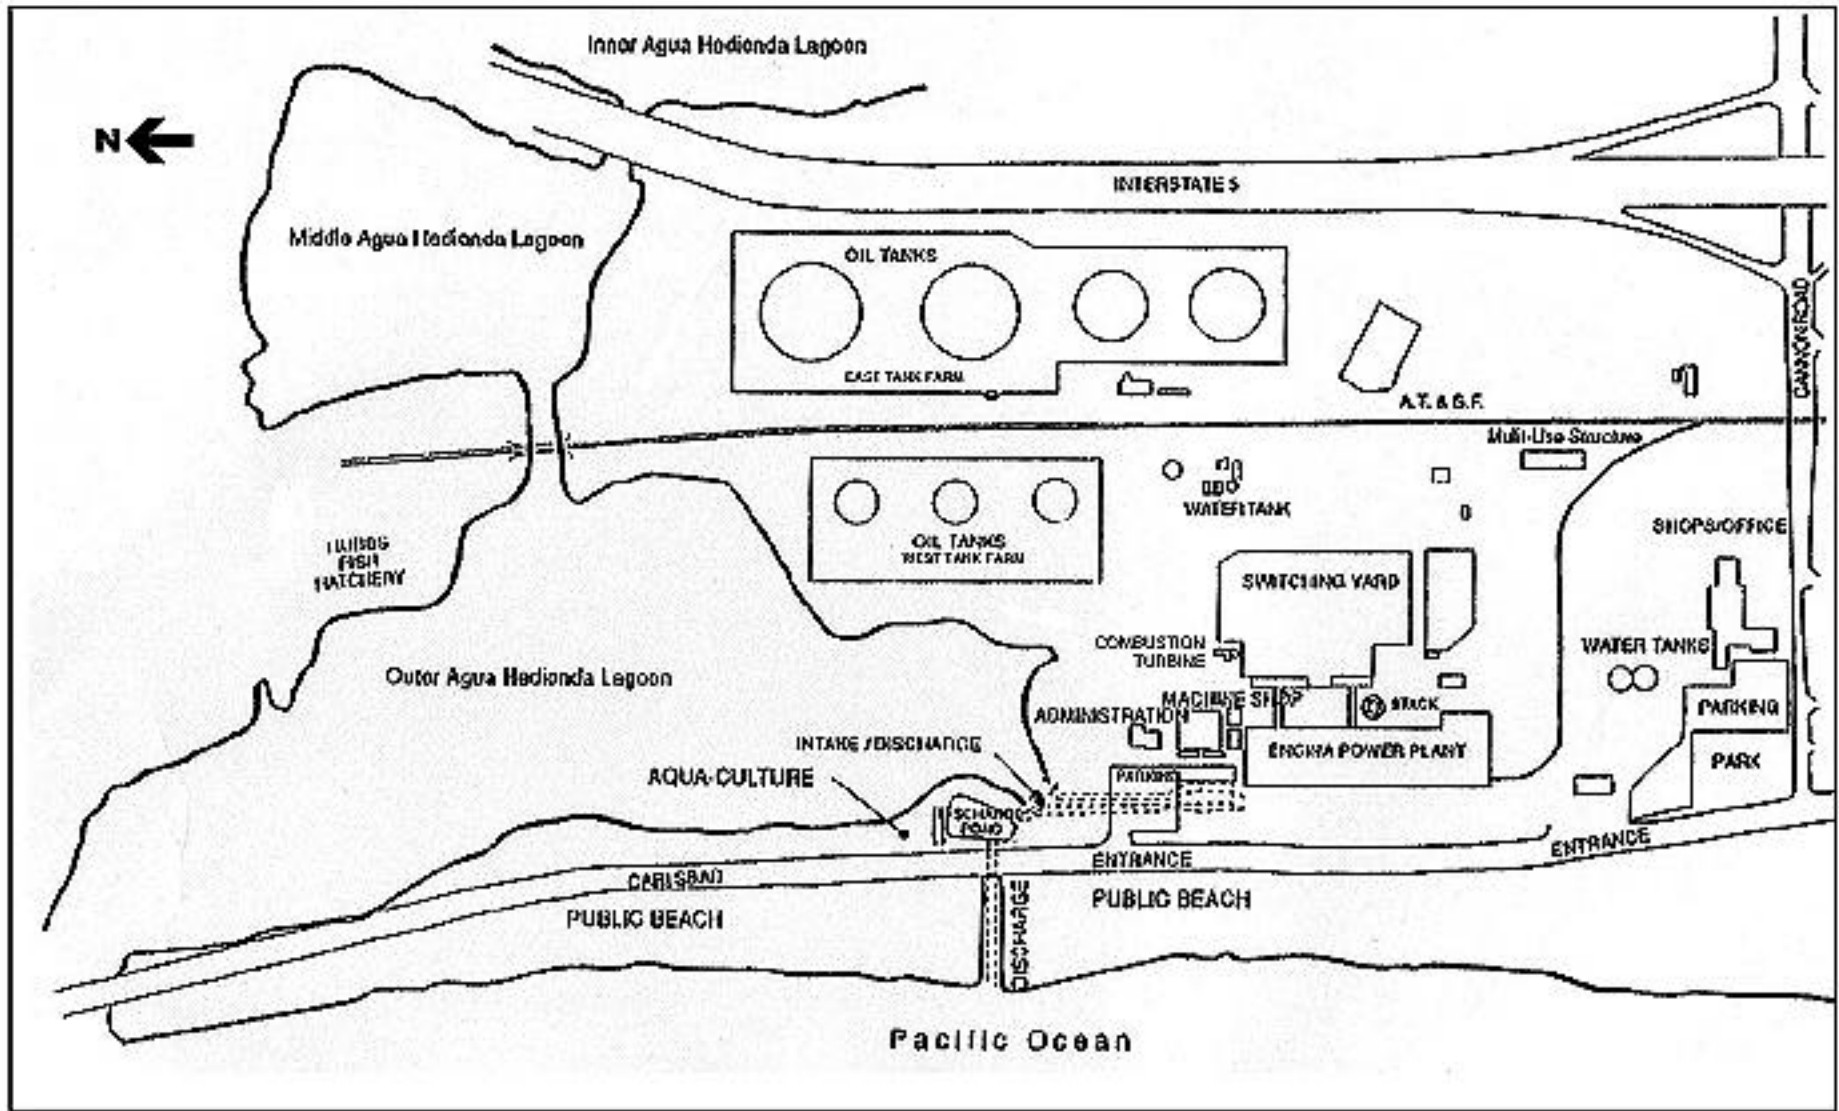 Inner Agua Hedionda Lagoon
N
INTERSTATE 5
Middle Agua Hedionda Lagoon
OIL TANKS
EAST TANK FARM
CANNON ROAD
A.T. & S.F.
Multi-Use Structure
WATER TANK
SHOPS/OFFICE
HUBBS
FISH
HATCHERY
OIL TANKS
WEST TANK FARM
SWITCHING YARD
COMBUSTION
TURBINE
WATER TANKS
Outer Agua Hedionda Lagoon
MACHINE SHOP
STACK
PARKING
ADMINISTRATION
INTAKE / DISCHARGE
ENCINA POWER PLANT
PARK
AQUA-CULTURE
PARKING
POND
ENTRANCE
ENTRANCE
CARLSBAD
PUBLIC BEACH
DISCHARGE
PUBLIC BEACH
Pacific Ocean